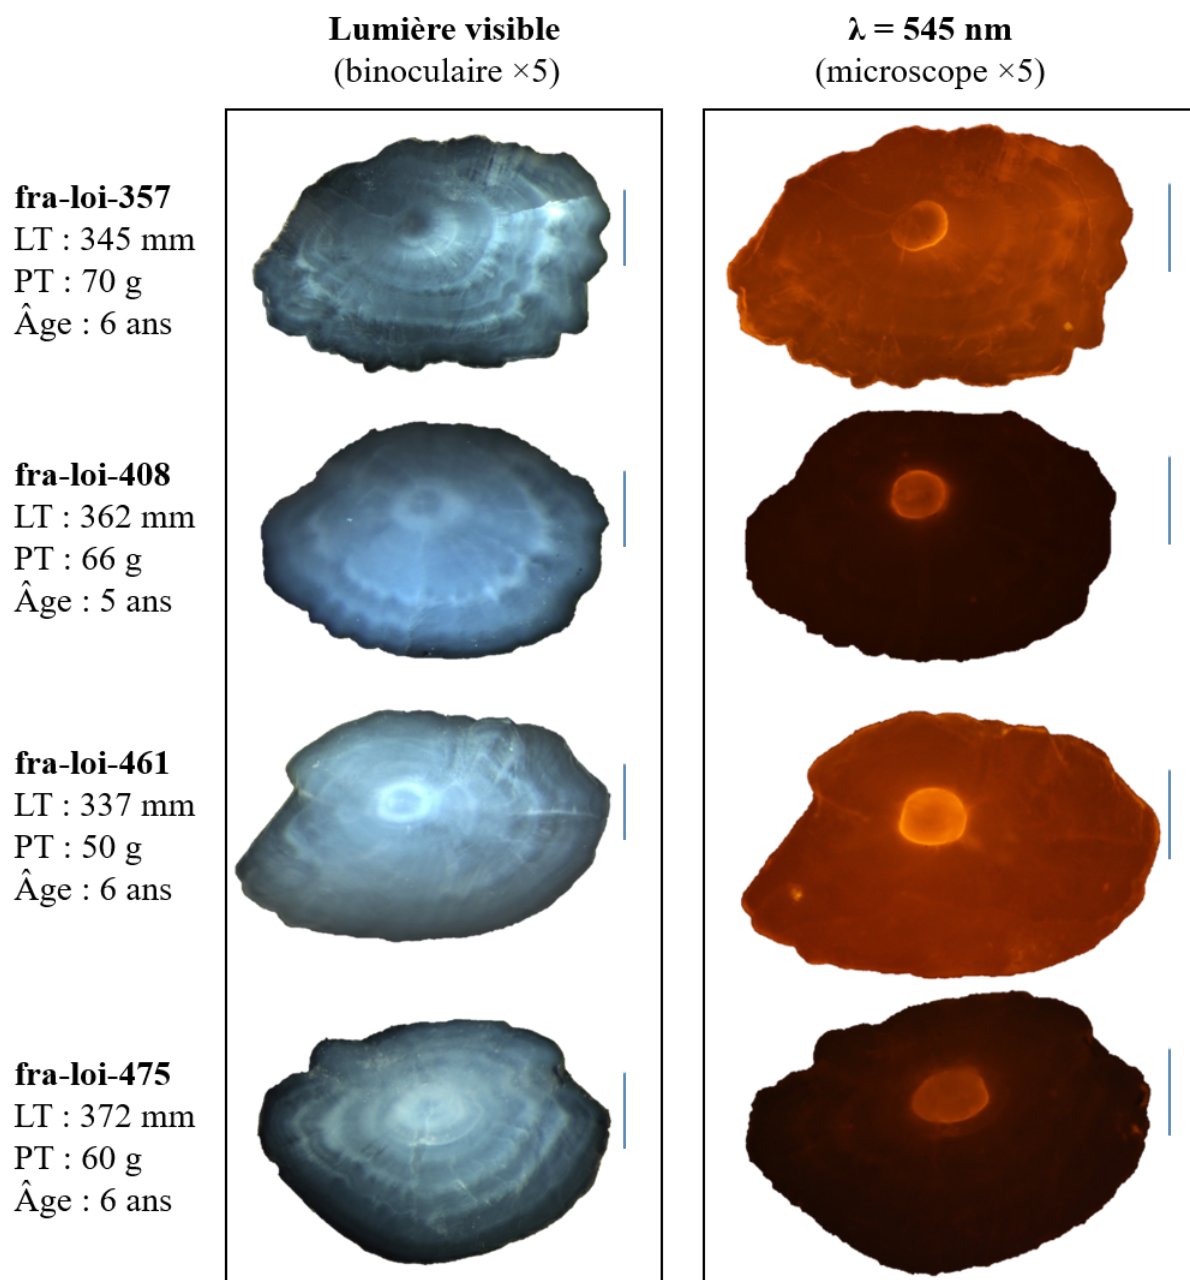 Lumière visible
(binoculaire ×5)
λ = 545 nm
(microscope ×5)
fra-loi-357
LT : 345 mm
PT : 70 g
Âge : 6 ans
fra-loi-408
LT : 362 mm
PT : 66 g
Âge : 5 ans
fra-loi-461
LT : 337 mm
PT : 50 g
Âge : 6 ans
fra-loi-475
LT : 372 mm
PT : 60 g
Âge : 6 ans